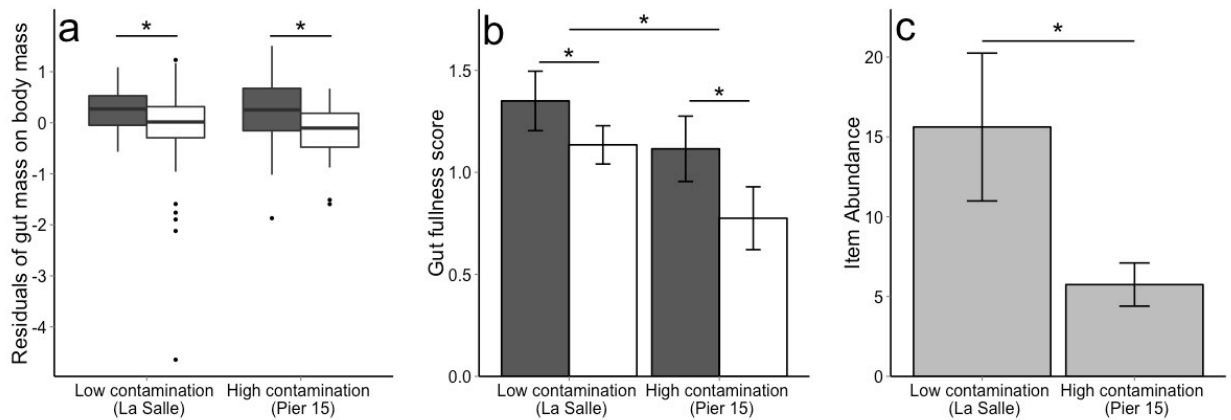 a
*
*
Residuals of gut mass on body mass
1
0
-1
-2
-3
-4
Low contamination
(La Salle)
High contamination
(Pier 15)
b
*
*
*
Gut fullness score
1.5
1.0
0.5
0.0
Low contamination
(La Salle)
High contamination
(Pier 15)
c
*
Item Abundance
20
15
10
5
0
Low contamination
(La Salle)
High contamination
(Pier 15)